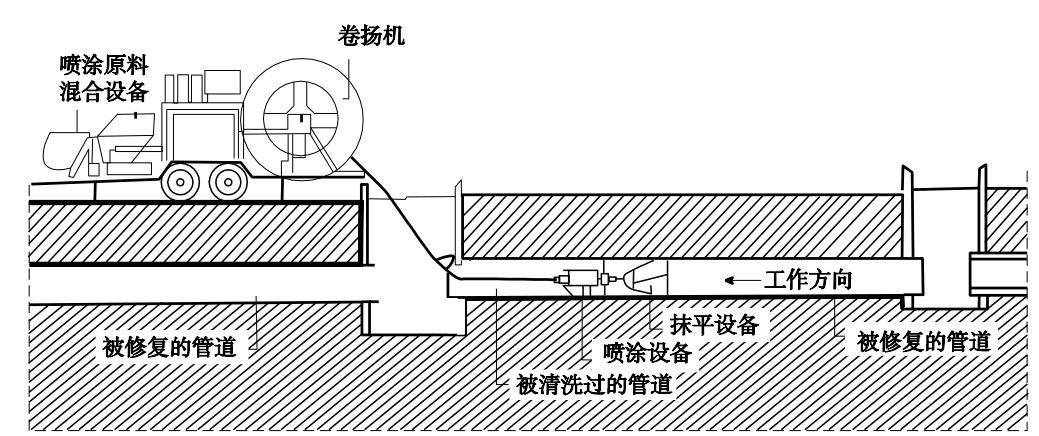 卷扬机
喷涂原料
混合设备
工作方向
抹平设备
被修复的管道
喷涂设备
被修复的管道
被清洗过的管道